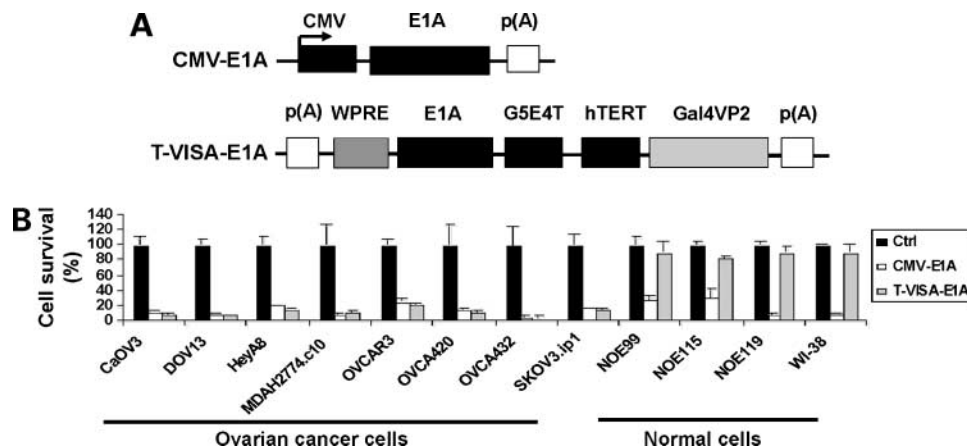 A
CMV E1A p(A)
CMV-E1A
p(A) WPRE E1A G5E4T hTERT Gal4VP2 p(A)
T-VISA-E1A
B
Cell survival
(%)
140
120
100
80
60
40
20
0
Ctrl
CMV-E1A
T-VISA-E1A
CaOV3
DOV13
HeyA8
MDAH2774.c10
OVCAR3
OVCA420
OVCA432
SKOV3.ip1
NOE99
NOE115
NOE119
WI-38
Ovarian cancer cells
Normal cells